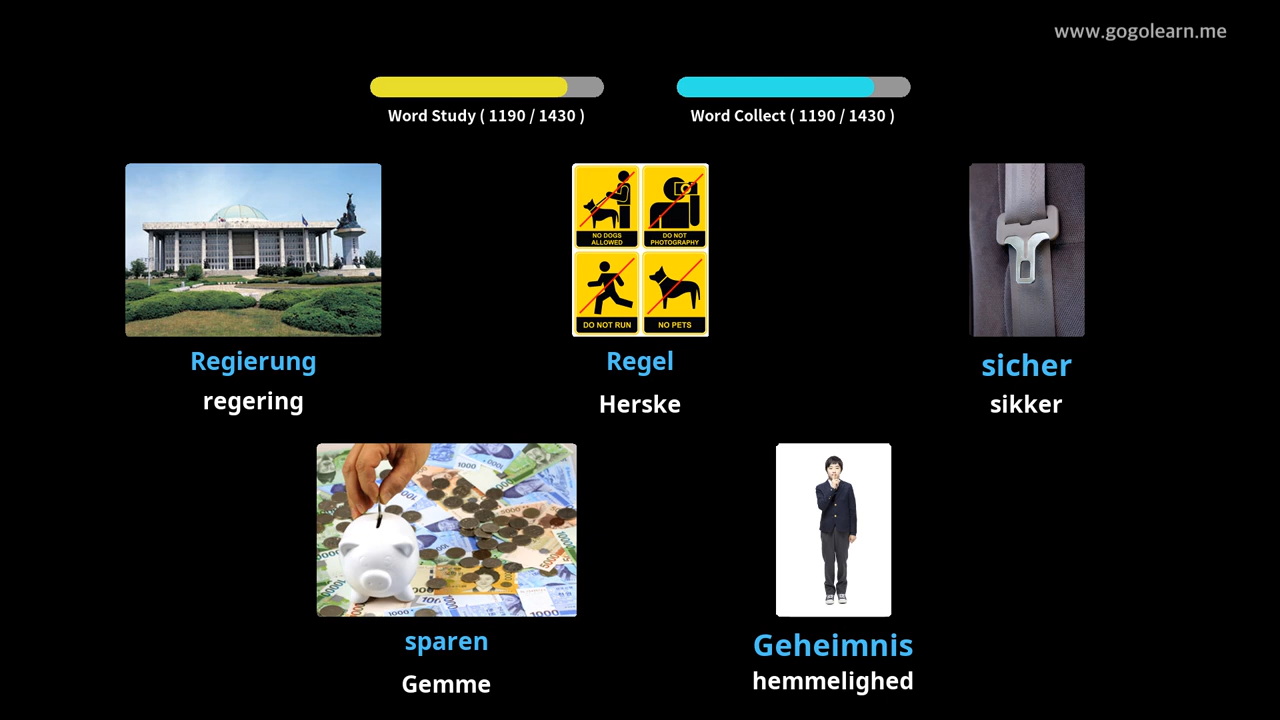 www.gogolearn.me
Word Study ( 1190 / 1430 )
Word Collect ( 1190 / 1430 )
NO DOGS
ALLOWED
DO NOT
PHOTOGRAPHY
DO NOT RUN
NO PETS
Regierung
Regel
sicher
regering
Herske
sikker
1000
sparen
Geheimnis
Gemme
hemmelighed